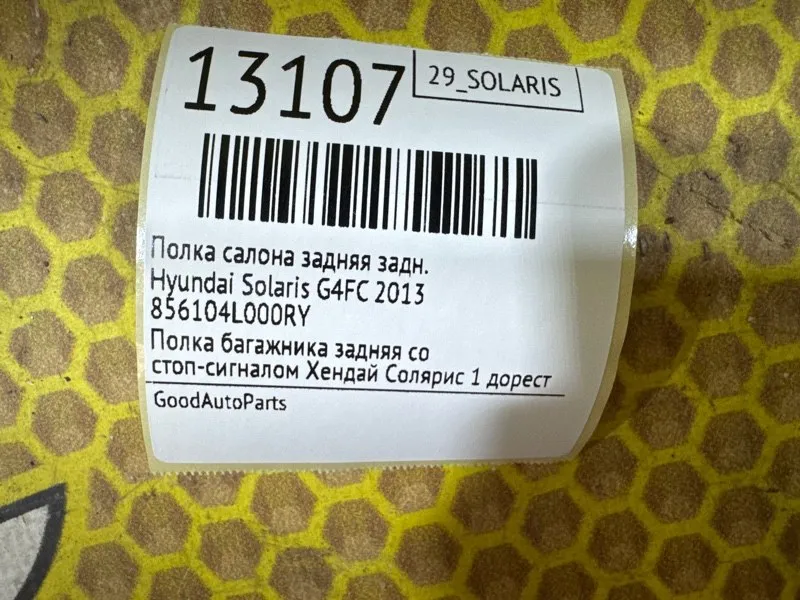 13107
29_SOLARIS
Полка салона задняя задн.
Hyundai Solaris G4FC 2013
856104L000RY
Полка багажника задняя со
стоп-сигналом Хендай Солярис 1 дорест
GoodAutoParts